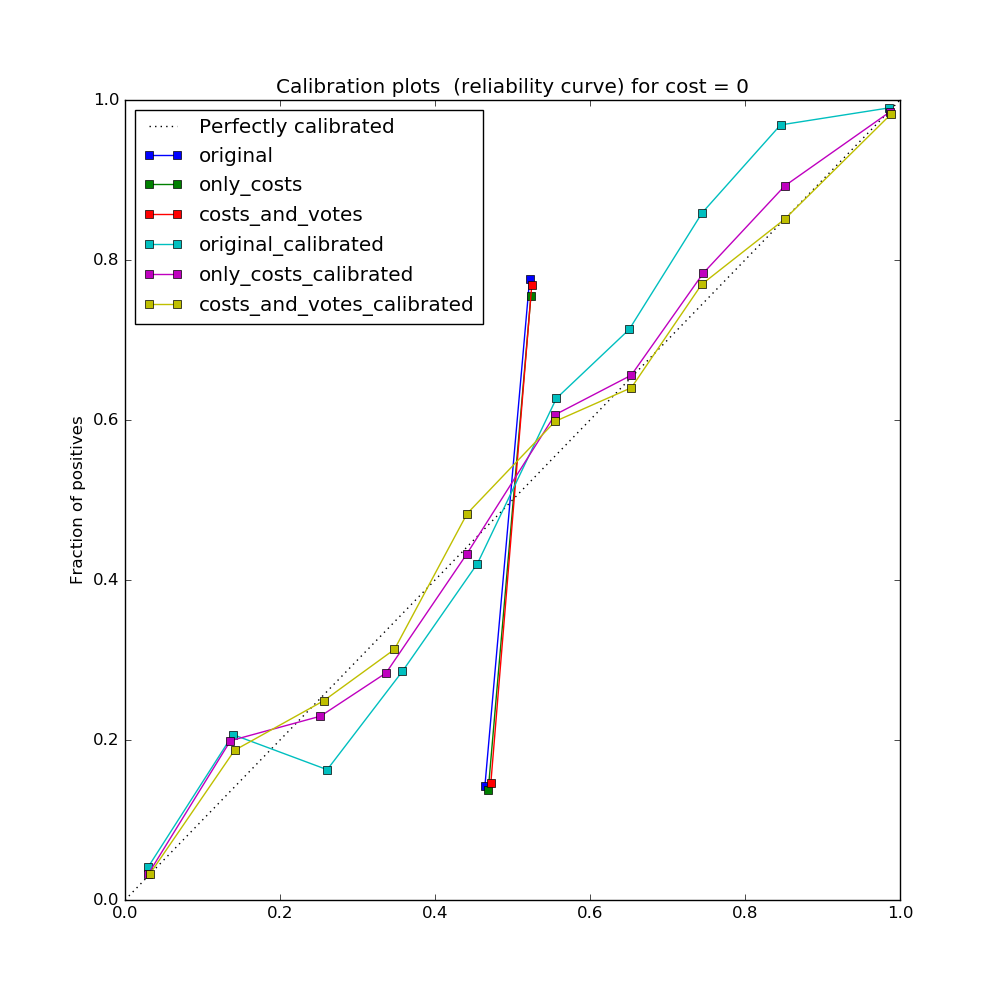 Calibration plots  (reliability curve) for cost = 0
1.0
Perfectly calibrated
original
only_costs
costs_and_votes
original_calibrated
only_costs_calibrated
costs_and_votes_calibrated
0.8
0.6
Fraction of positives
0.4
0.2
0.0
0.0 0.2 0.4 0.6 0.8 1.0